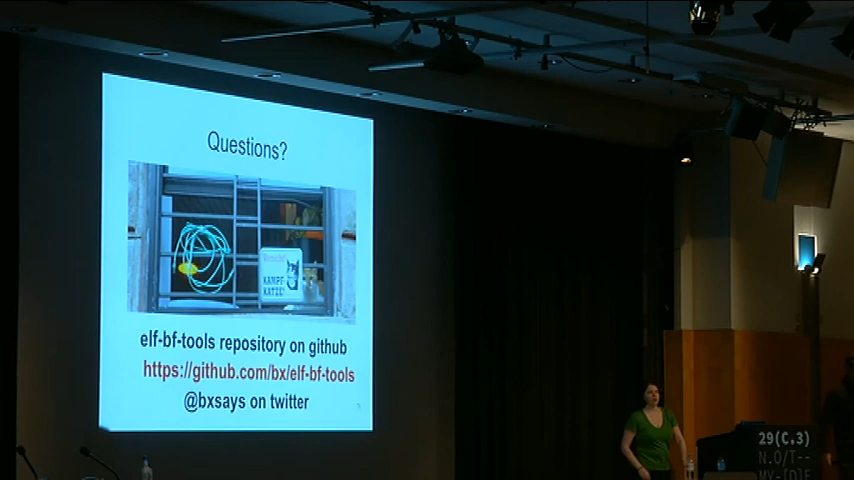 Questions?
KAMPF
KATZE!
elf-bf-tools repository on github
https://github.com/bx/elf-bf-tools
@bxsays on twitter
29(C.3)
N.O/T--
MY-[D]E